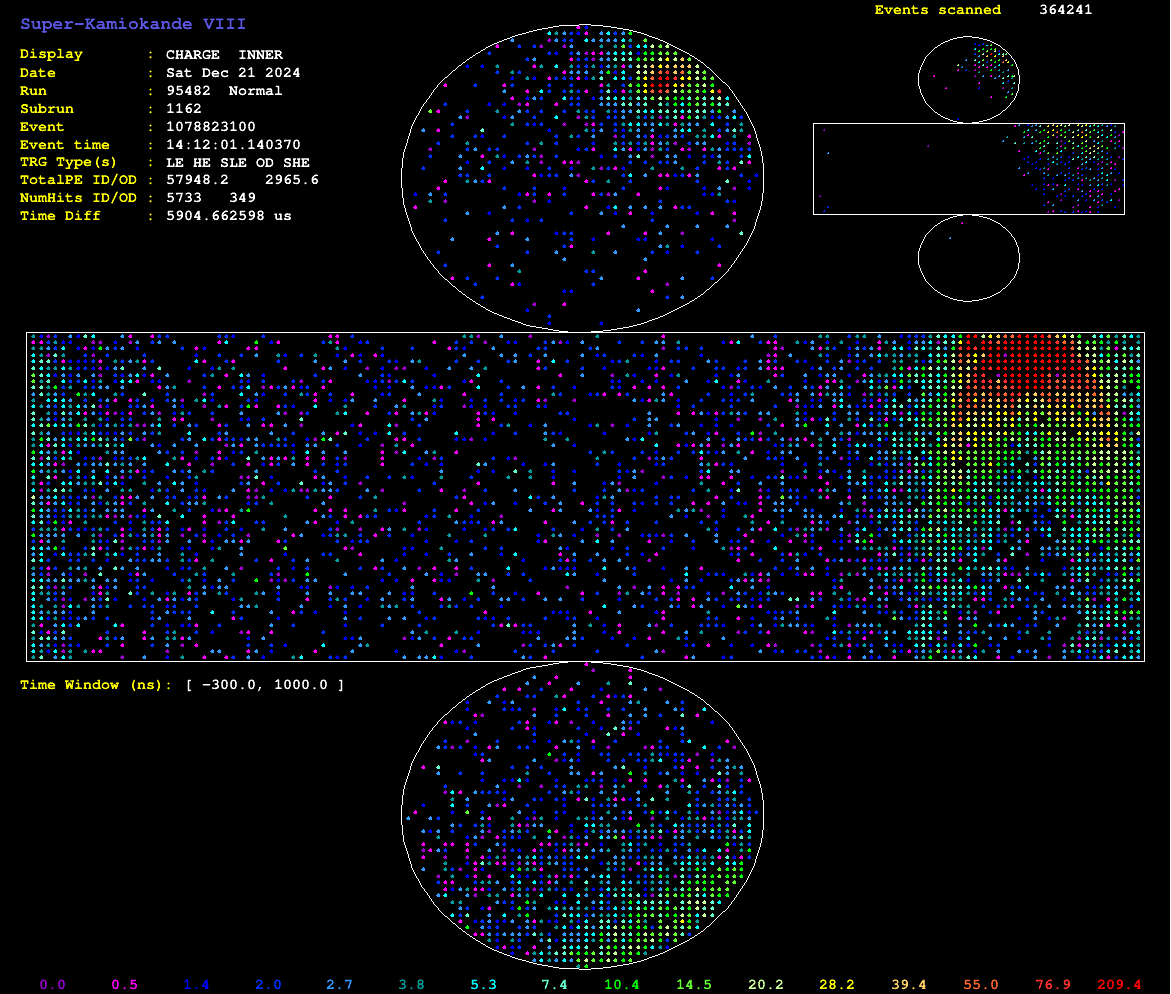 Super-Kamiokande VIII
Events scanned 364241
Display : CHARGE INNER
Date : Sat Dec 21 2024
Run : 95482 Normal
Subrun : 1162
Event : 1078823100
Event time : 14:12:01.140370
TRG Type(s) : LE HE SLE OD SHE
TotalPE ID/OD : 57948.2 2965.6
NumHits ID/OD : 5733 349
Time Diff : 5904.662598 us
Time Window (ns): [ −300.0, 1000.0 ]
0.0 0.5 1.4 2.0 2.7 3.8 5.3 7.4 10.4 14.5 20.2 28.2 39.4 55.0 76.9 209.4